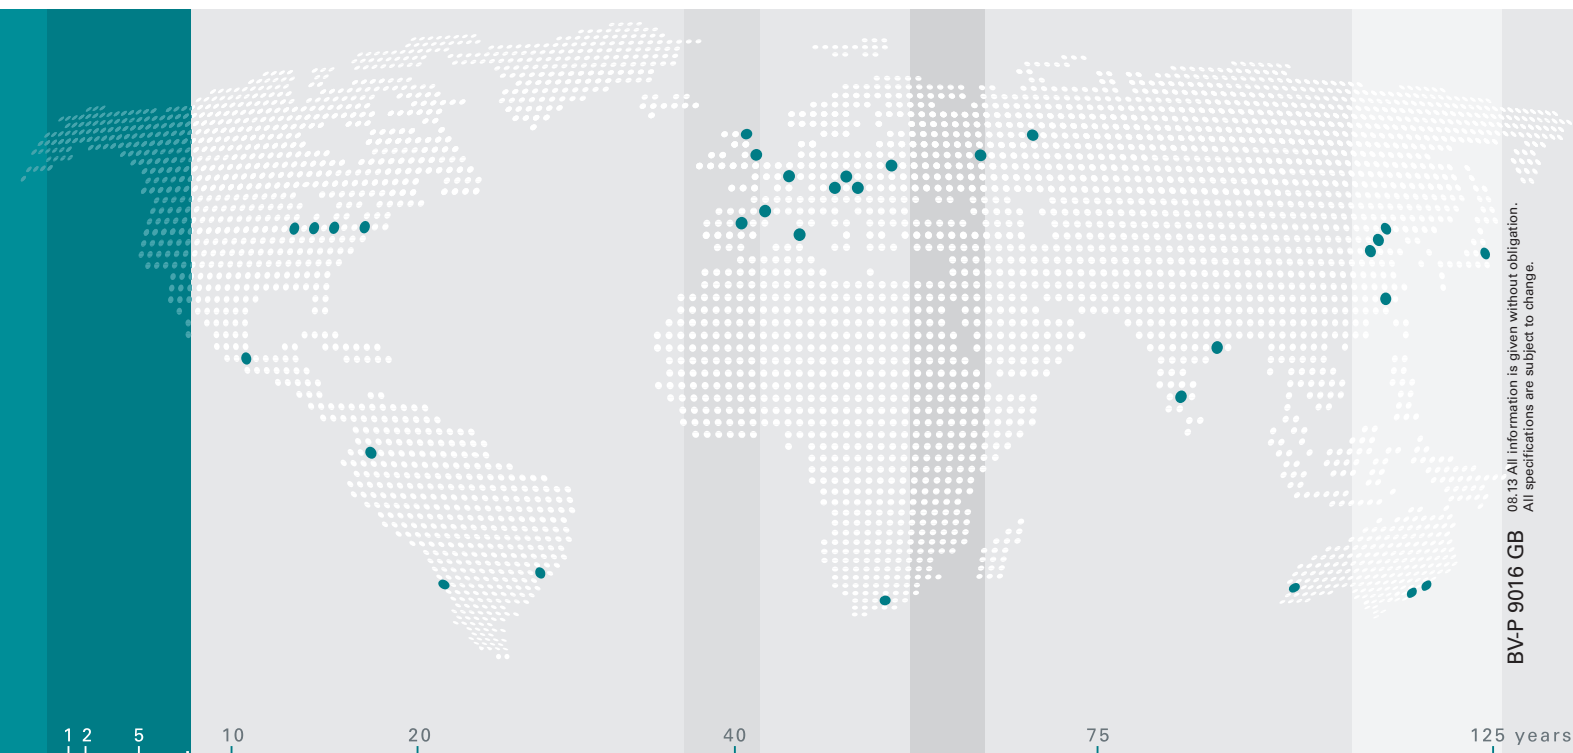 08.13 All information is given without obligation.
All specifications are subject to change.
BV-P 9016 GB
1 2 5 10 20 40 75 125 years